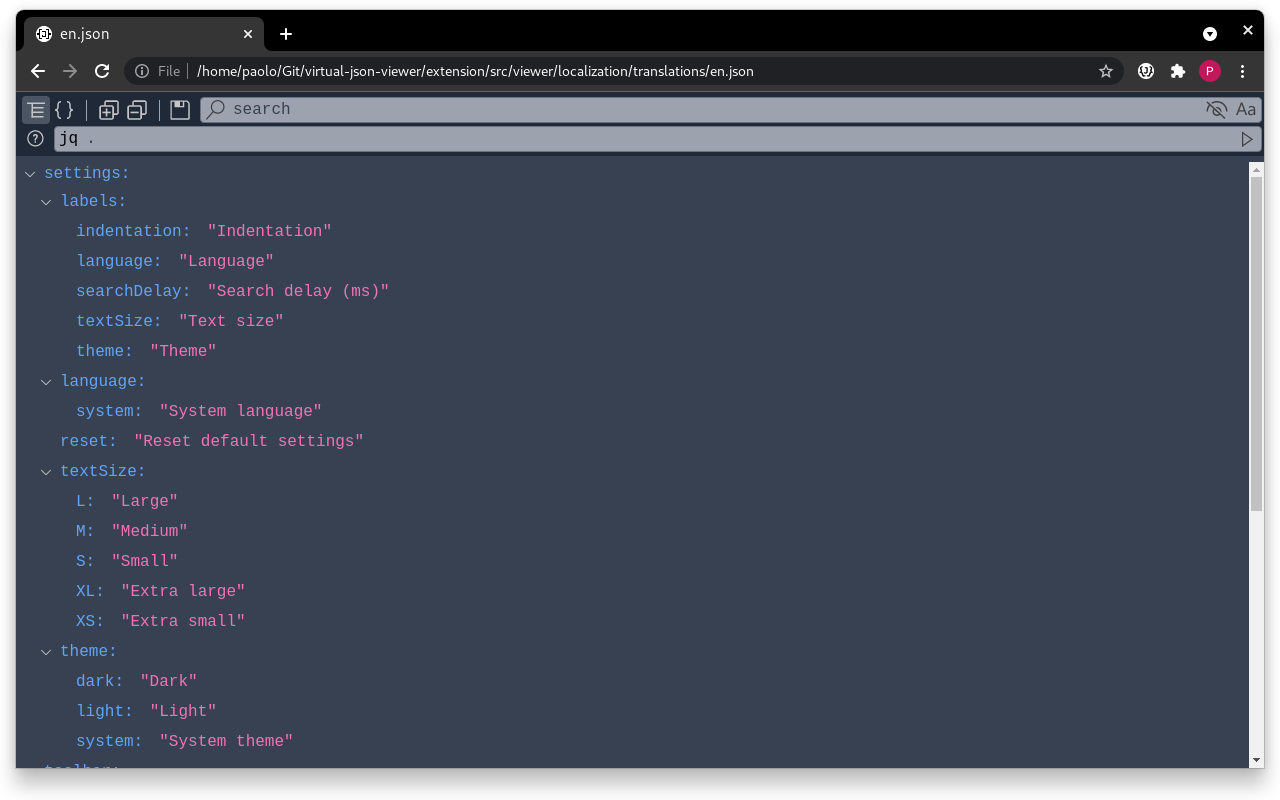 en.json
File /home/paolo/Git/virtual-json-viewer/extension/src/viewer/localization/translations/en.json P
{} search Aa
? jq .
settings:
labels:
indentation: "Indentation"
language: "Language"
searchDelay: "Search delay (ms)"
textSize: "Text size"
theme: "Theme"
language:
system: "System language"
reset: "Reset default settings"
textSize:
L: "Large"
M: "Medium"
S: "Small"
XL: "Extra large"
XS: "Extra small"
theme:
dark: "Dark"
light: "Light"
system: "System theme"